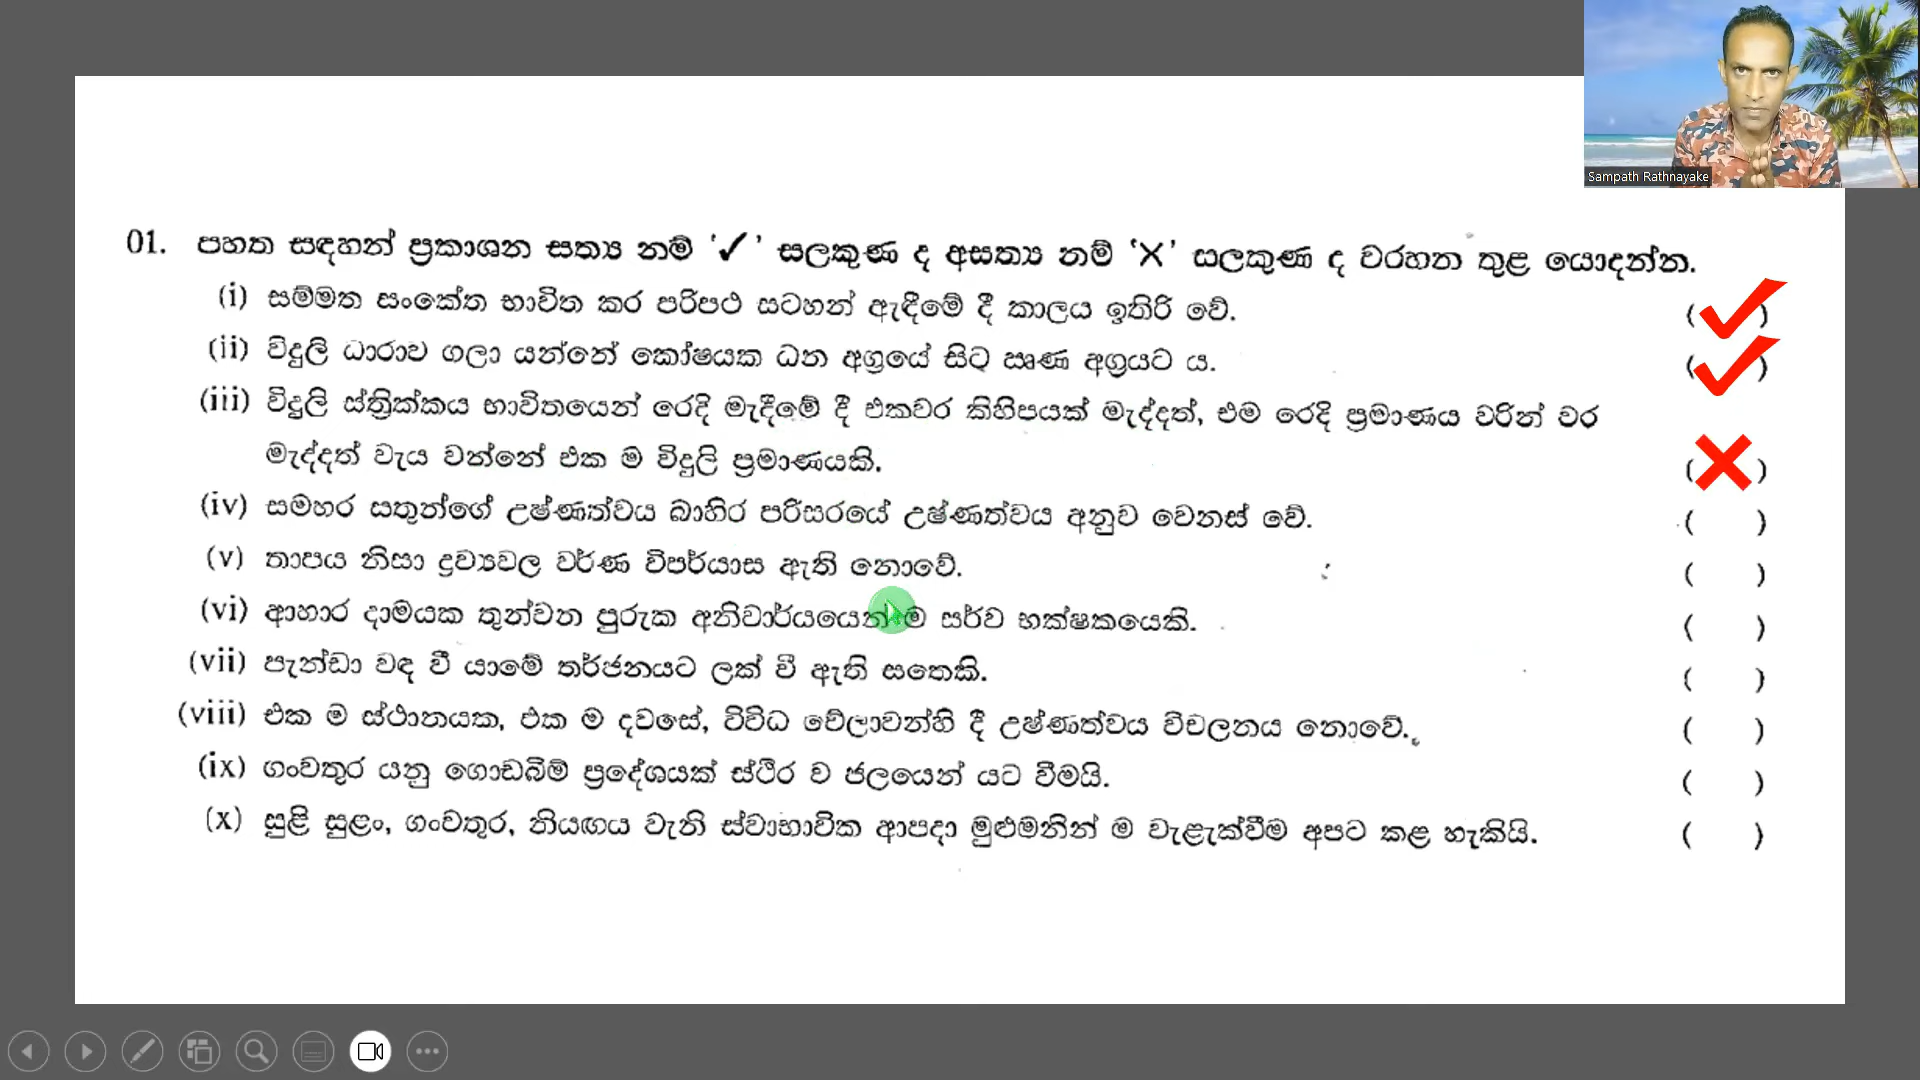 Sampath Rathnayake
01. පහත සඳහන් ප්‍රකාශන සත්‍ය නම් ‘✓’ සලකුණ ද අසත්‍ය නම් ‘X’ සලකුණ ද වරහන තුළ යොදන්න.
(i) සම්මත සංකේත භාවිත කර පරිපථ සටහන් ඇඳීමේ දී කාලය ඉතිරි වේ. (✓)
(ii) විදුලි ධාරාව ගලා යන්නේ කෝෂයක ධන අග්‍රයේ සිට ඍණ අග්‍රයට ය. (✓)
(iii) විදුලි ස්ත්‍රික්කය භාවිතයෙන් රෙදි මැදීමේ දී එකවර කිහිපයක් මැද්දත්, එම රෙදි ප්‍රමාණය වරින් වර
මැද්දත් වැය වන්නේ එක ම විදුලි ප්‍රමාණයකි. (✗)
(iv) සමහර සතුන්ගේ උෂ්ණත්වය බාහිර පරිසරයේ උෂ්ණත්වය අනුව වෙනස් වේ. ( )
(v) තාපය නිසා ද්‍රව්‍යවල වර්ණ විපර්යාස ඇති නොවේ. ( )
(vi) ආහාර දාමයක තුන්වන පුරුක අනිවාර්යයෙන් ම සර්ව භක්ෂකයෙකි. ( )
(vii) පැන්ඩා වඳ වී යාමේ තර්ජනයට ලක් වී ඇති සතෙකි. ( )
(viii) එක ම ස්ථානයක, එක ම දවසේ, විවිධ වේලාවන්හි දී උෂ්ණත්වය විචලනය නොවේ. ( )
(ix) ගංවතුර යනු ගොඩබිම් ප්‍රදේශයක් ස්ථිර ව ජලයෙන් යට වීමයි. ( )
(x) සුළි සුළං, ගංවතුර, නියඟය වැනි ස්වාභාවික ආපදා මුළුමනින් ම වැළැක්වීම අපට කළ හැකියි. ( )